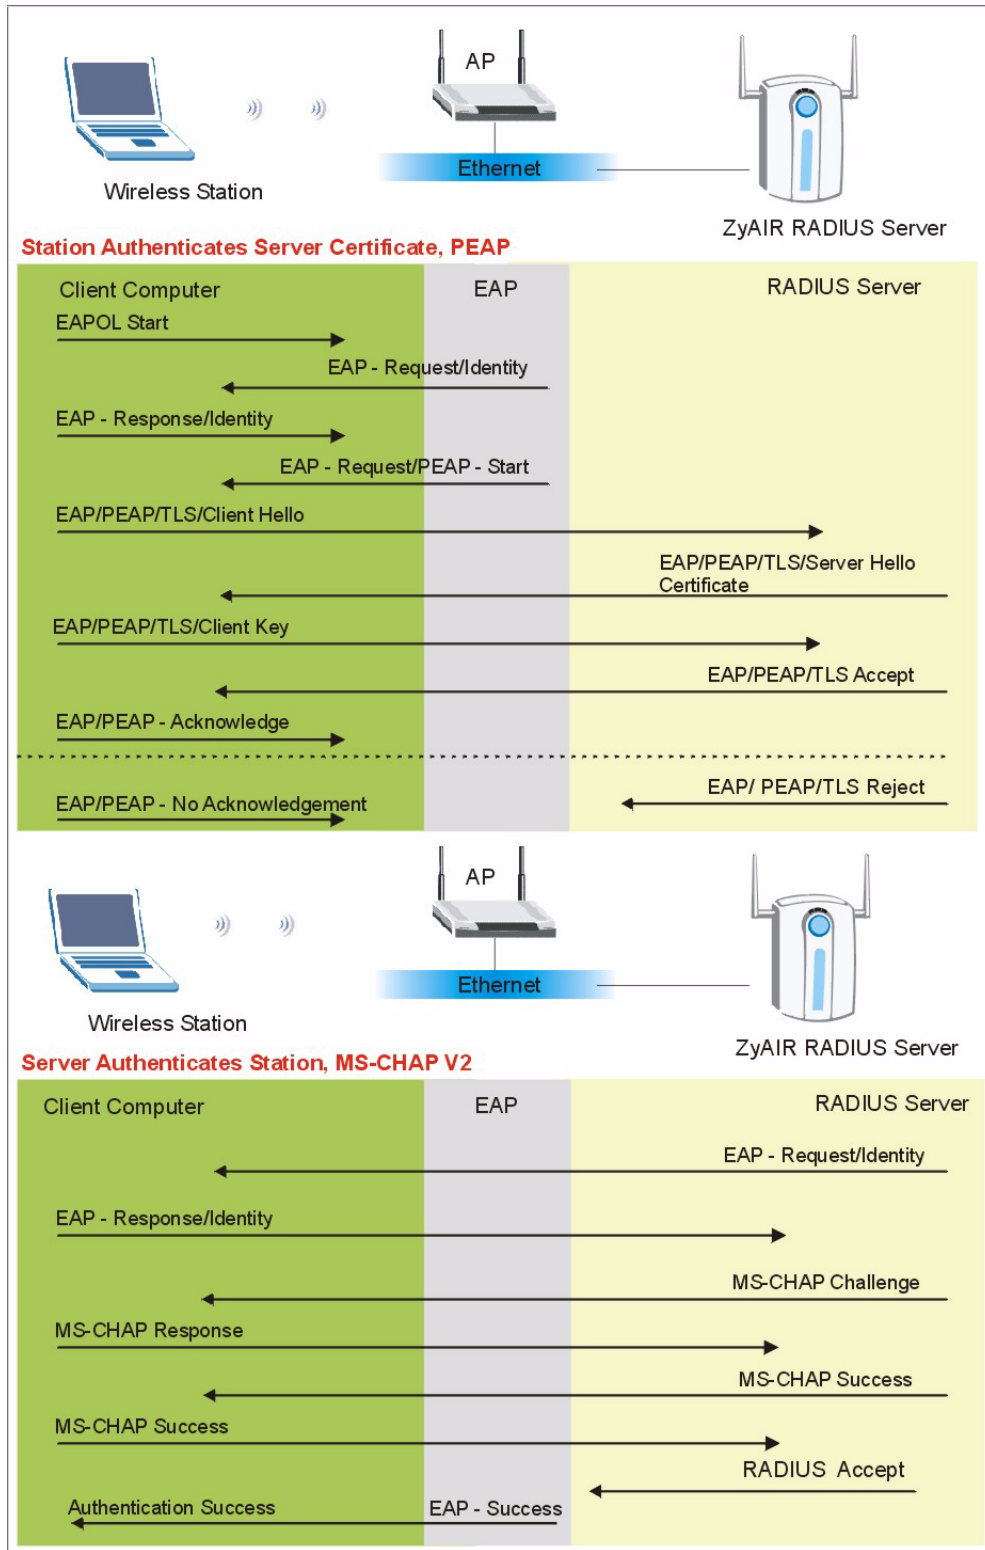 AP
Ethernet
Wireless Station
ZyAIR RADIUS Server
Station Authenticates Server Certificate, PEAP
Client Computer
EAP
RADIUS Server
EAPOL Start
EAP - Request/Identity
EAP - Response/Identity
EAP - Request/PEAP - Start
EAP/PEAP/TLS/Client Hello
EAP/PEAP/TLS/Server Hello
Certificate
EAP/PEAP/TLS/Client Key
EAP/PEAP/TLS Accept
EAP/PEAP - Acknowledge
EAP/ PEAP/TLS Reject
EAP/PEAP - No Acknowledgement
AP
Ethernet
Wireless Station
ZyAIR RADIUS Server
Server Authenticates Station, MS-CHAP V2
Client Computer
EAP
RADIUS Server
EAP - Request/Identity
EAP - Response/Identity
MS-CHAP Challenge
MS-CHAP Response
MS-CHAP Success
MS-CHAP Success
RADIUS Accept
Authentication Success
EAP - Success